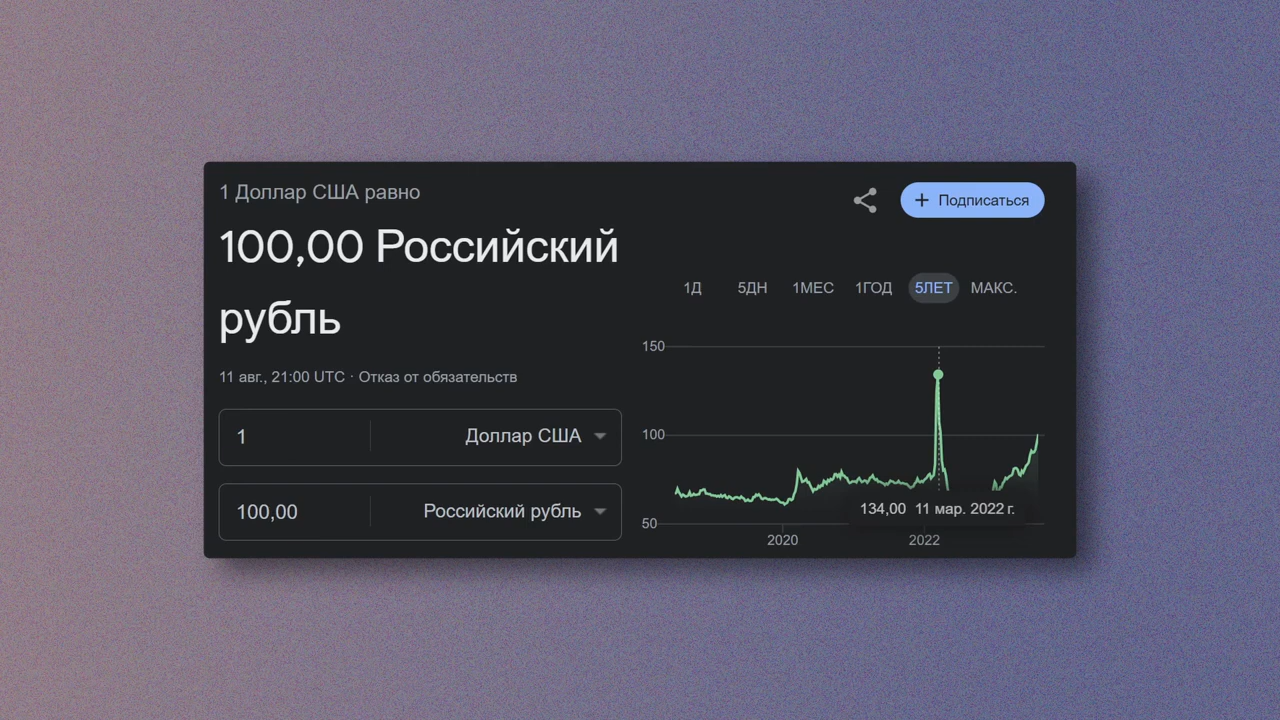 1 Доллар США равно
100,00 Российский
рубль
11 авг., 21:00 UTC · Отказ от обязательств
1 Доллар США
100,00 Российский рубль
+ Подписаться
1Д 5ДН 1МЕС 1ГОД 5ЛЕТ МАКС.
150
100
50
134,00 11 мар. 2022 г.
2020 2022